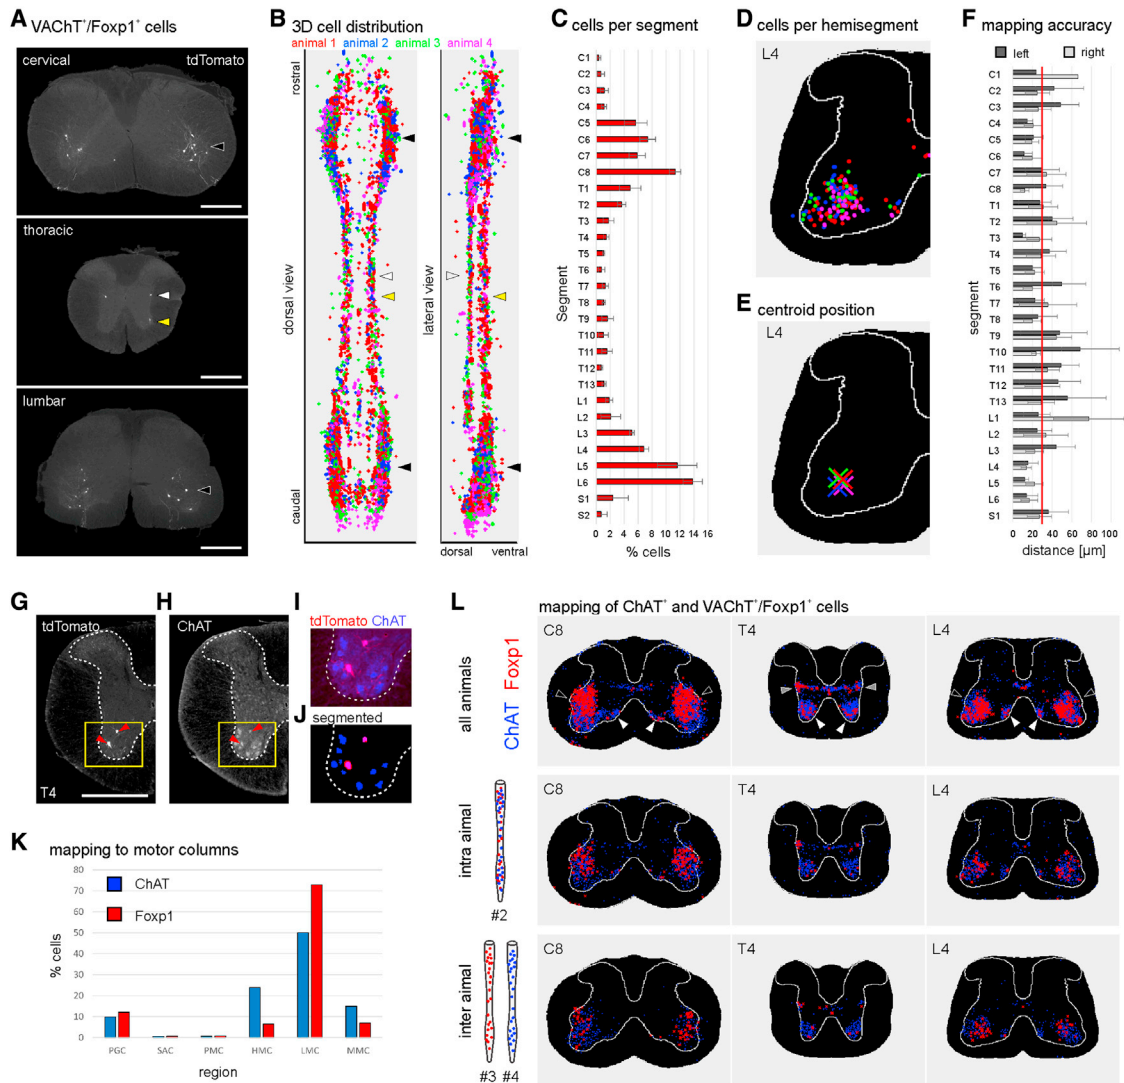 A VAChT⁺/Foxp1⁺ cells
cervical tdTomato
thoracic
lumbar
B 3D cell distribution
animal 1 animal 2 animal 3 animal 4
rostral
dorsal view
caudal
lateral view
dorsal ventral
C cells per segment
Segment
C1
C2
C3
C4
C5
C6
C7
C8
T1
T2
T3
T4
T5
T6
T7
T8
T9
T10
T11
T12
T13
L1
L2
L3
L4
L5
L6
S1
S2
0 2 4 6 8 10 12 14 16
% cells
D cells/hemisegment
L4
E centroid position
L4
F mapping accuracy
left right
segment
C1
C2
C3
C4
C5
C6
C7
C8
T1
T2
T3
T4
T5
T6
T7
T8
T9
T10
T11
T12
T13
L1
L2
L3
L4
L5
L6
S1
0 20 40 60 80 100
distance [µm]
G
tdTomato
T4
H
ChAT
I
tdTomato ChAT
J
segmented
K mapping to motor columns
% cells
80
70
60
50
40
30
20
10
0
ChAT
Foxp1
PGC SAC PMC HMC LMC MMC
region
L mapping of ChAT⁺ and VAChT⁺/Foxp1⁺ cells
ChAT Foxp1
all animals
C8 T4 L4
intra aimal
#2
C8 T4 L4
inter aimal
#3 #4
C8 T4 L4